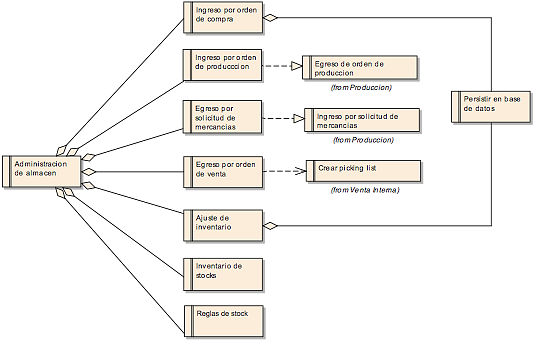 Ingreso por orden
de compra
Ingreso por orden
de producccion
Egreso de orden de
produccion
(from Produccion)
Persistir en base
de datos
Egreso por
solicitud de
mercancias
Ingreso por solicitud de
mercancias
(from Produccion)
Administracion
de almacen
Egreso por orden
de venta
Crear picking list
(from Venta Interna)
Ajuste de
inventario
Inventario de
stocks
Reglas de stock